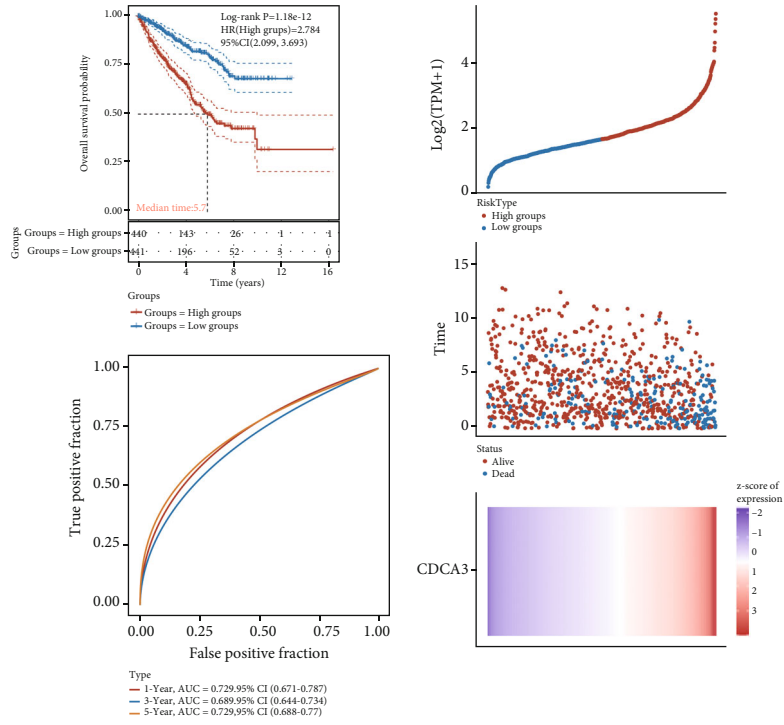 Overall survival probability
1.00
0.75
0.50
0.25
0.00
Log-rank P=1.18e-12
HR(High grups)=2.784
95%CI(2.099, 3.693)
Median time:5.7
Groups
Groups = High groups
440 143 26 1 1
Groups = Low groups
441 196 52 3 0
0 4 8 12 16
Time (years)
Groups
Groups = High groups
Groups = Low groups
True positive fraction
1.00
0.75
0.50
0.25
0.00
0.00 0.25 0.50 0.75 1.00
False positive fraction
Type
1-Year, AUC = 0.729.95% CI (0.671-0.787)
3-Year, AUC = 0.689.95% CI (0.644-0.734)
5-Year, AUC = 0.729,95% CI (0.688-0.77)
Log2(TPM+1)
4
2
0
RiskType
High groups
Low groups
Time
15
10
5
0
Status
Alive
Dead
CDCA3
z-score of
expression
−2
−1
0
1
2
3